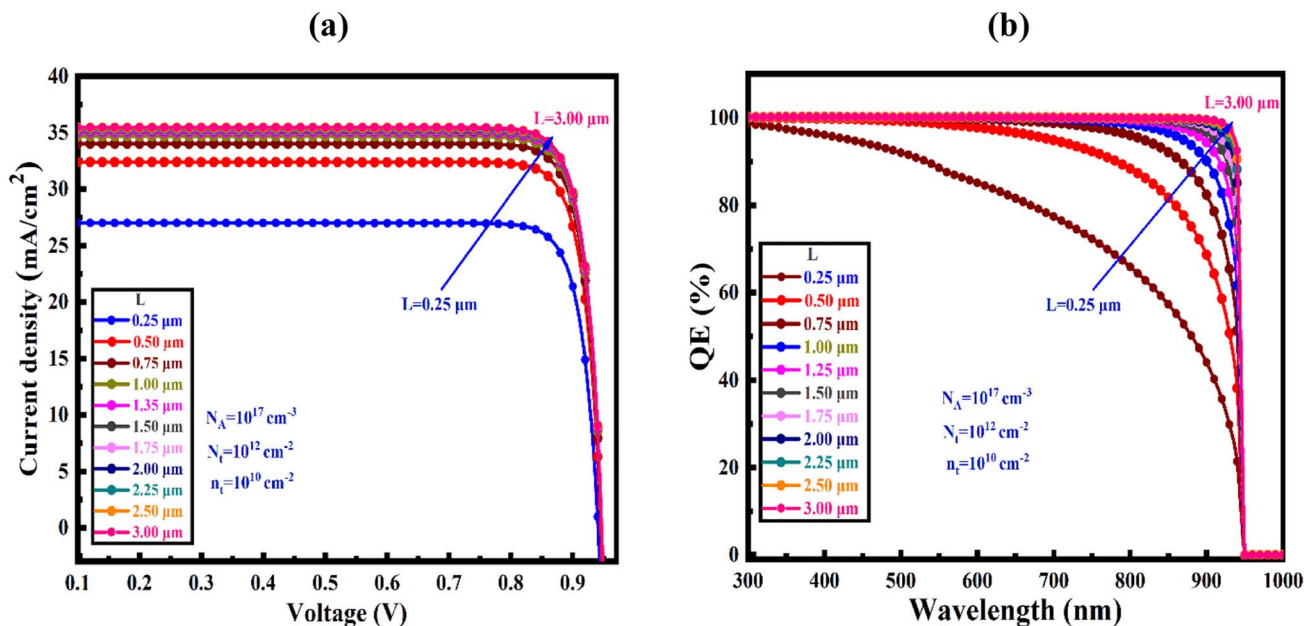 (a)
Current density (mA/cm²)
40
35
30
25
20
15
10
5
0
L=3.00 µm
L=0.25 µm
L
0.25 µm
0.50 µm
0.75 µm
1.00 µm
1.35 µm
1.50 µm
1.75 µm
2.00 µm
2.25 µm
2.50 µm
3.00 µm
N_A=10¹⁷ cm⁻³
N_t=10¹² cm⁻²
n_t=10¹⁰ cm⁻²
0.1 0.2 0.3 0.4 0.5 0.6 0.7 0.8 0.9
Voltage (V)
(b)
QE (%)
100
80
60
40
20
0
L=3.00 µm
L=0.25 µm
L
0.25 µm
0.50 µm
0.75 µm
1.00 µm
1.25 µm
1.50 µm
1.75 µm
2.00 µm
2.25 µm
2.50 µm
3.00 µm
N_A=10¹⁷ cm⁻³
N_t=10¹² cm⁻²
n_t=10¹⁰ cm⁻²
300 400 500 600 700 800 900 1000
Wavelength (nm)